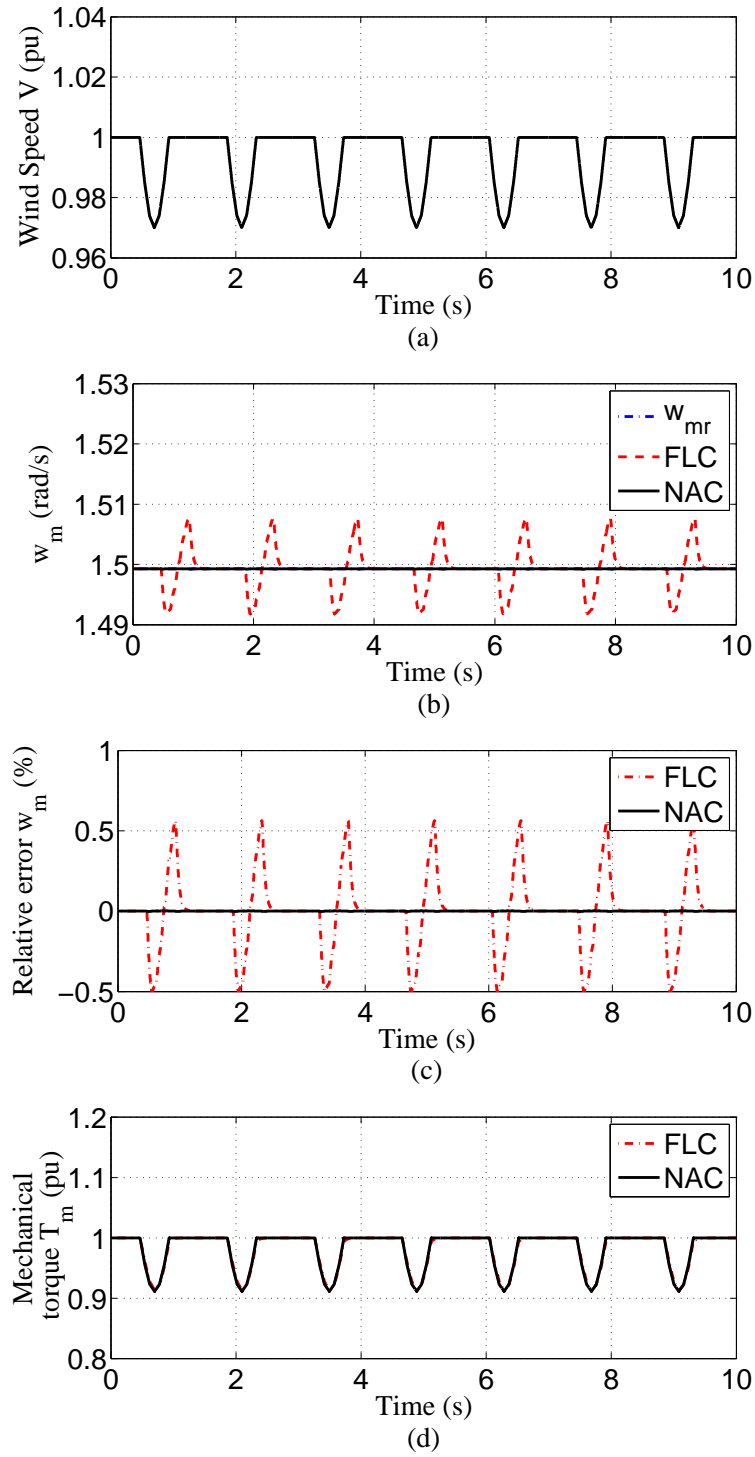 1.04
1.02
1
0.98
0.96
Wind Speed V (pu)
0 2 4 6 8 10
Time (s)
(a)
1.53
1.52
1.51
1.5
1.49
w_m (rad/s)
w_mr
FLC
NAC
0 2 4 6 8 10
Time (s)
(b)
1
0.5
0
−0.5
Relative error w_m (%)
FLC
NAC
0 2 4 6 8 10
Time (s)
(c)
1.2
1.1
1
0.9
0.8
Mechanical
torque T_m (pu)
FLC
NAC
0 2 4 6 8 10
Time (s)
(d)